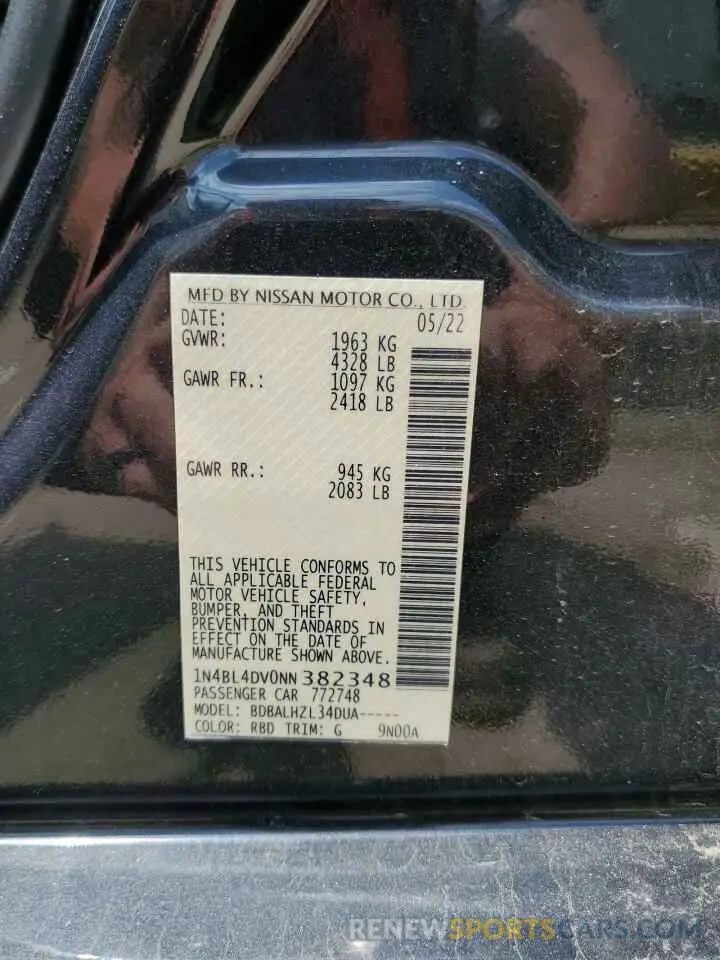 MFD BY NISSAN MOTOR CO., LTD.
DATE: 05/22
GVWR: 1963 KG
4328 LB
GAWR FR.: 1097 KG
2418 LB
GAWR RR.: 945 KG
2083 LB
THIS VEHICLE CONFORMS TO
ALL APPLICABLE FEDERAL
MOTOR VEHICLE SAFETY,
BUMPER, AND THEFT
PREVENTION STANDARDS IN
EFFECT ON THE DATE OF
MANUFACTURE SHOWN ABOVE.
1N4BL4DV0NN382348
PASSENGER CAR 772748
MODEL: BDBALHZL34DUA-----
COLOR: RBD TRIM: G 9N00A
RENEWSPORTSCARS.COM